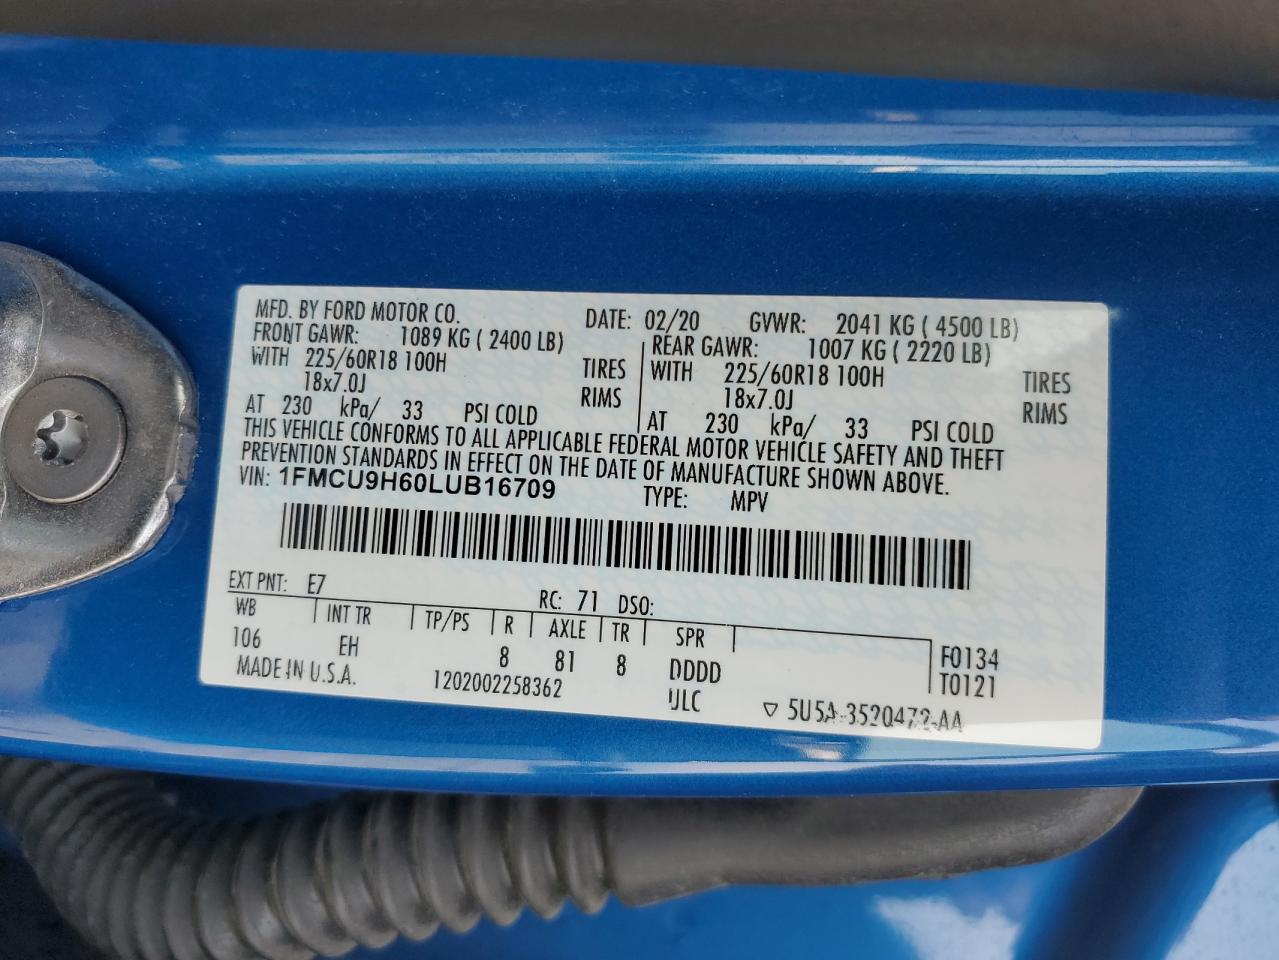 MFD. BY FORD MOTOR CO. DATE: 02/20 GVWR: 2041 KG ( 4500 LB)
FRONT GAWR: 1089 KG ( 2400 LB) REAR GAWR: 1007 KG ( 2220 LB)
WITH 225/60R18 100H TIRES WITH 225/60R18 100H TIRES
18x7.0J RIMS 18x7.0J RIMS
AT 230 kPa/ 33 PSI COLD AT 230 kPa/ 33 PSI COLD
THIS VEHICLE CONFORMS TO ALL APPLICABLE FEDERAL MOTOR VEHICLE SAFETY AND THEFT
PREVENTION STANDARDS IN EFFECT ON THE DATE OF MANUFACTURE SHOWN ABOVE.
VIN: 1FMCU9H60LUB16709 TYPE: MPV
EXT PNT: E7 RC: 71 DSO:
WB INT TR TP/PS R AXLE TR SPR
106 EH 8 81 8 DDDD F0134
MADE IN U.S.A. 1202002258362 ULC T0121
5U5A-3520472-AA